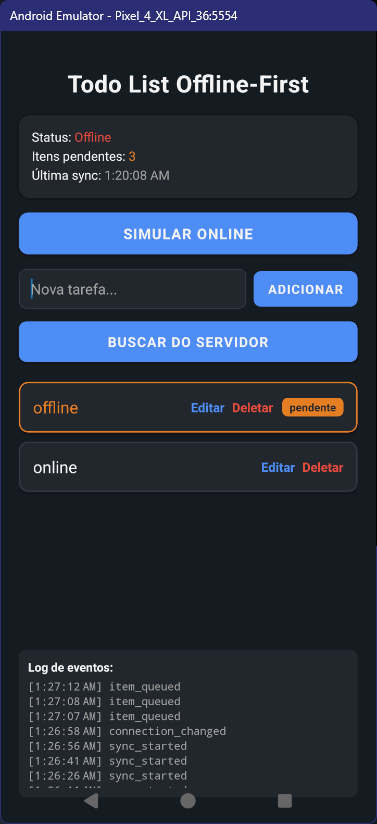 Android Emulator - Pixel_4_XL_API_36:5554
Todo List Offline-First
Status: Offline
Itens pendentes: 3
Última sync: 1:20:08 AM
SIMULAR ONLINE
Nova tarefa...
ADICIONAR
BUSCAR DO SERVIDOR
offline
Editar Deletar pendente
online
Editar Deletar
Log de eventos:
[1:27:12 AM] item_queued
[1:27:08 AM] item_queued
[1:27:07 AM] item_queued
[1:26:58 AM] connection_changed
[1:26:56 AM] sync_started
[1:26:41 AM] sync_started
[1:26:26 AM] sync_started